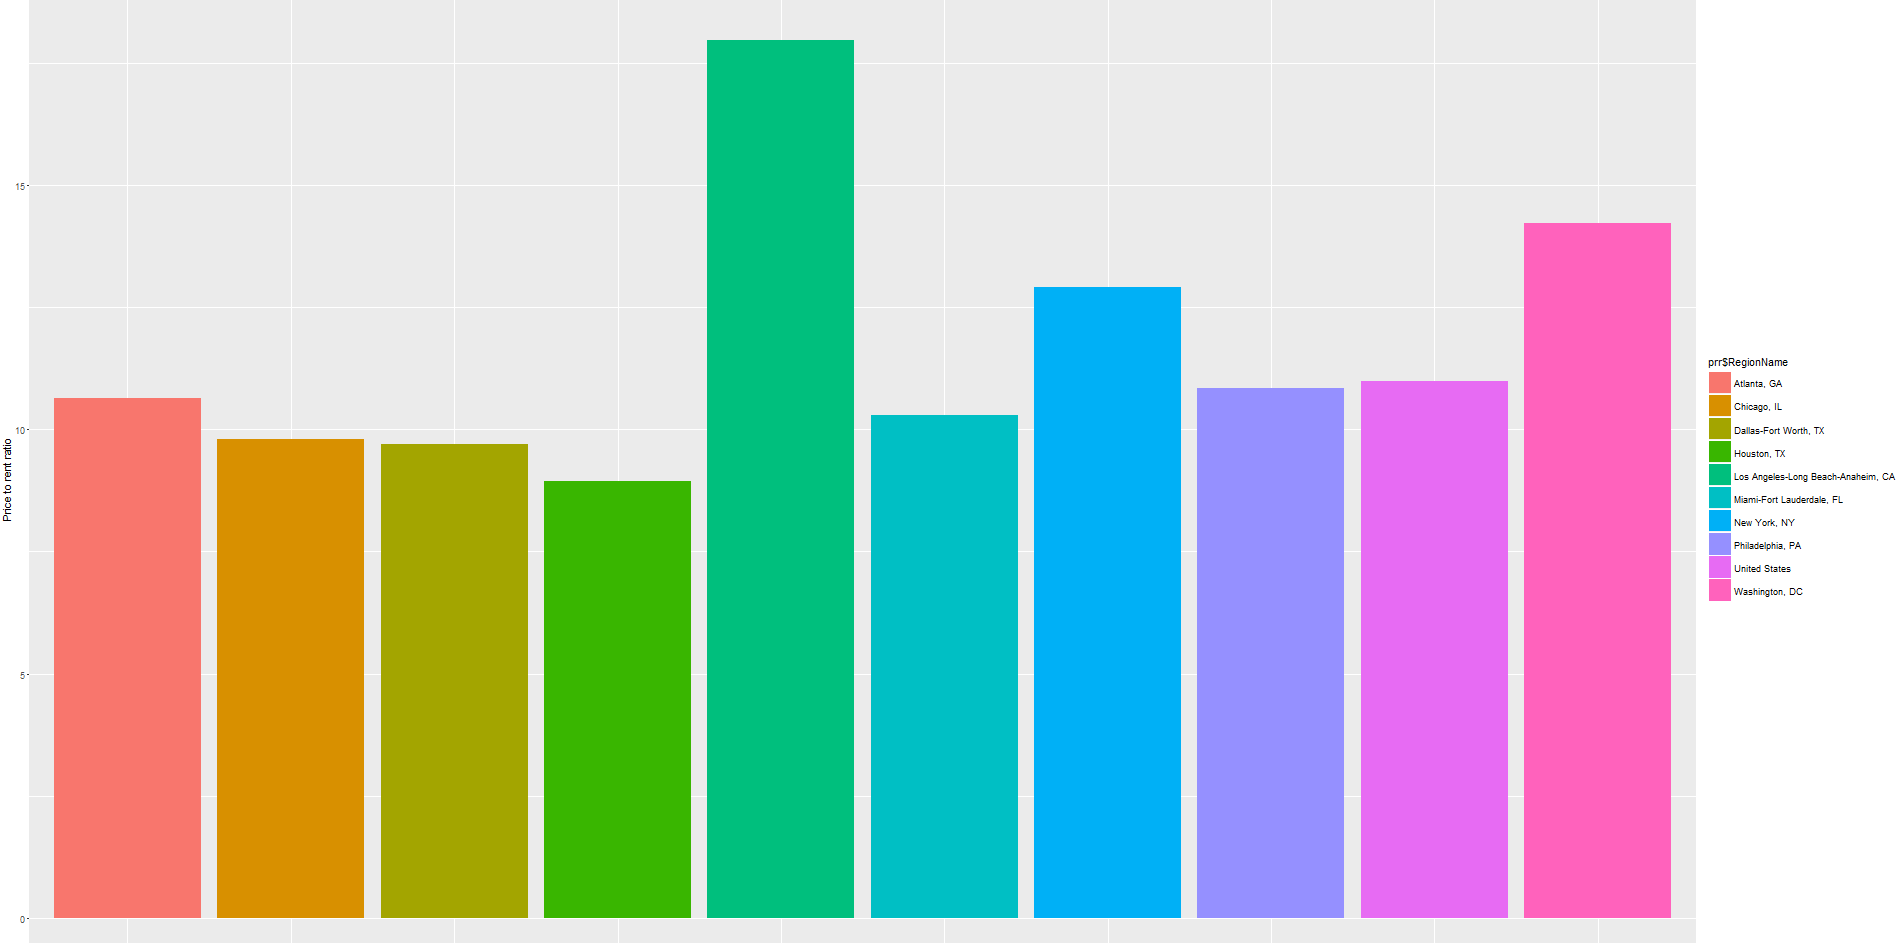 15
10
5
0
Price to rent ratio
prr$RegionName
Atlanta, GA
Chicago, IL
Dallas-Fort Worth, TX
Houston, TX
Los Angeles-Long Beach-Anaheim, CA
Miami-Fort Lauderdale, FL
New York, NY
Philadelphia, PA
United States
Washington, DC